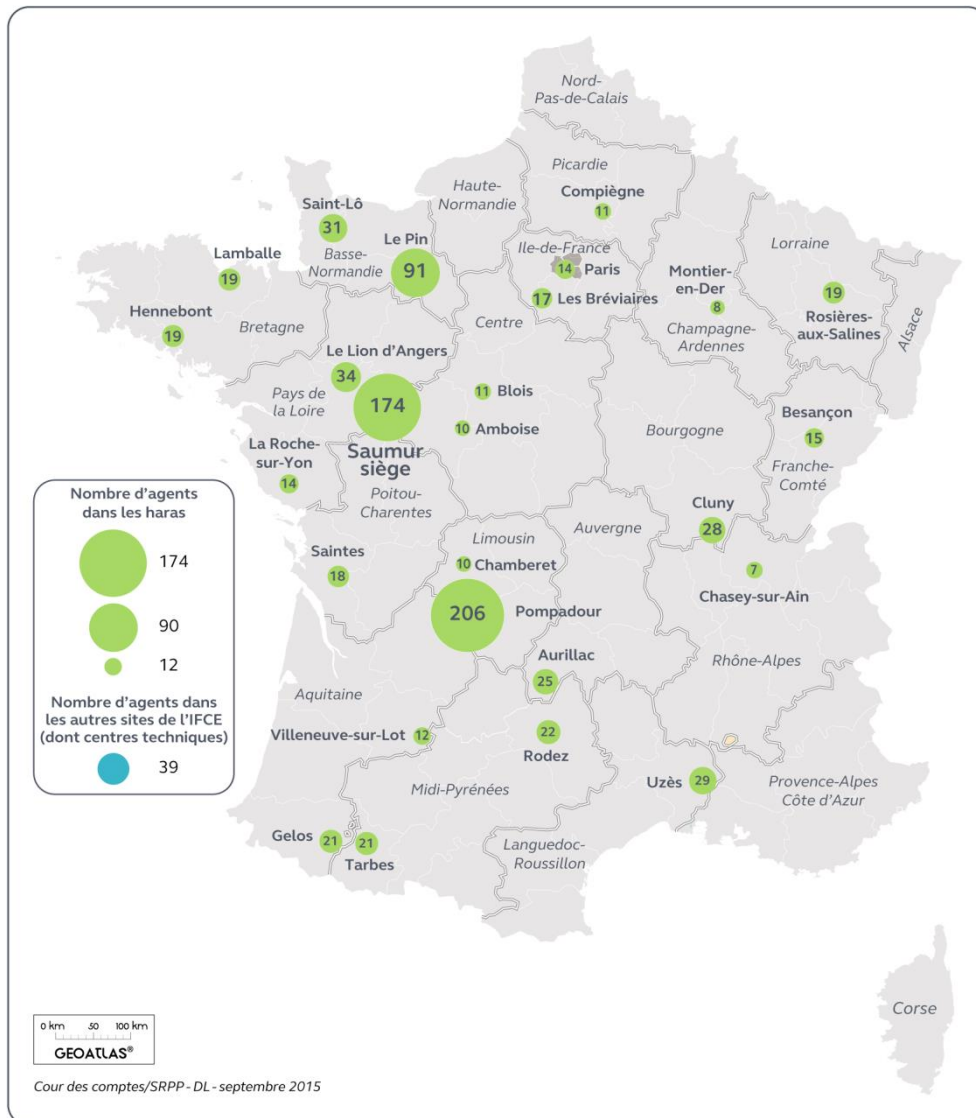 Nord-
Pas-de-Calais
Picardie
Compiègne
11
Haute-
Normandie
Saint-Lô
31
Le Pin
91
Basse-
Normandie
Lamballe
19
Hennebont
19
Bretagne
Ile-de-France
14
Paris
17
Les Bréviaires
Montier-
en-Der
8
Champagne-
Ardennes
Lorraine
19
Rosières-
aux-Salines
Alsace
Centre
Le Lion d'Angers
34
Pays de
la Loire
174
Saumur
siège
11
Blois
10
Amboise
Bourgogne
Besançon
15
Franche-
Comté
La Roche-
sur-Yon
14
Poitou-
Charentes
Cluny
28
Auvergne
Limousin
10
Chamberet
Saintes
18
7
Chasey-sur-Ain
206
Pompadour
Rhône-Alpes
Aurillac
25
Aquitaine
Villeneuve-sur-Lot
12
22
Rodez
Midi-Pyrénées
Uzès
29
Provence-Alpes
Côte d'Azur
Gelos
21
21
Tarbes
Languedoc-
Roussillon
Corse
Nombre d'agents
dans les haras
174
90
12
Nombre d'agents dans
les autres sites de l'IFCE
(dont centres techniques)
39
0 km 50 100 km
GEOATLAS®
Cour des comptes/SRPP - DL - septembre 2015